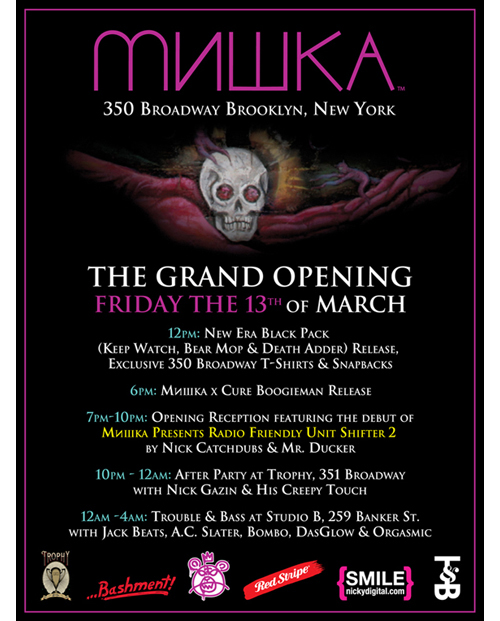 МИШКА™
350 Broadway Brooklyn, New York
THE GRAND OPENING
FRIDAY THE 13TH OF MARCH
12pm: New Era Black Pack
(Keep Watch, Bear Mop & Death Adder) Release,
Exclusive 350 Broadway T-Shirts & Snapbacks
6pm: Мишка x Cure Boogieman Release
7pm-10pm: Opening Reception featuring the debut of
Мишка Presents Radio Friendly Unit Shifter 2
by Nick Catchdubs & Mr. Ducker
10pm - 12am: After Party at Trophy, 351 Broadway
with Nick Gazin & His Creepy Touch
12am -4am: Trouble & Bass at Studio B, 259 Banker St.
with Jack Beats, A.C. Slater, Bombo, DasGlow & Orgasmic
TROPHY
...Bashment!
Red Stripe
{SMILE}
nickydigital.com
T&B